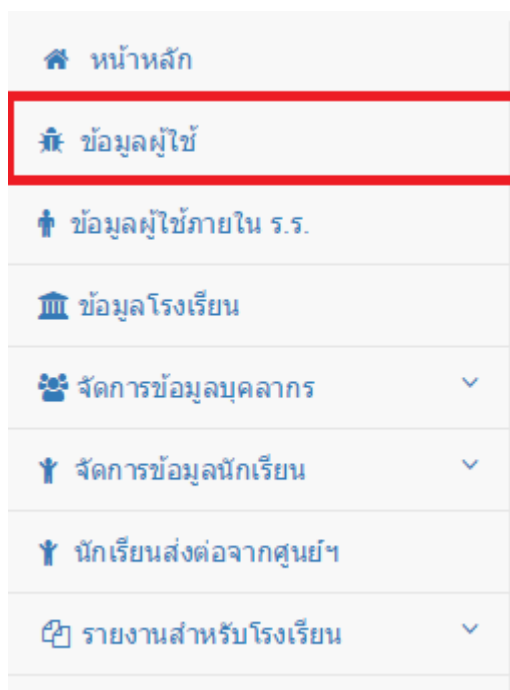 หน้าหลัก
ข้อมูลผู้ใช้
ข้อมูลผู้ใช้ภายใน ร.ร.
ข้อมูลโรงเรียน
จัดการข้อมูลบุคลากร
จัดการข้อมูลนักเรียน
นักเรียนส่งต่อจากศูนย์ฯ
รายงานสำหรับโรงเรียน